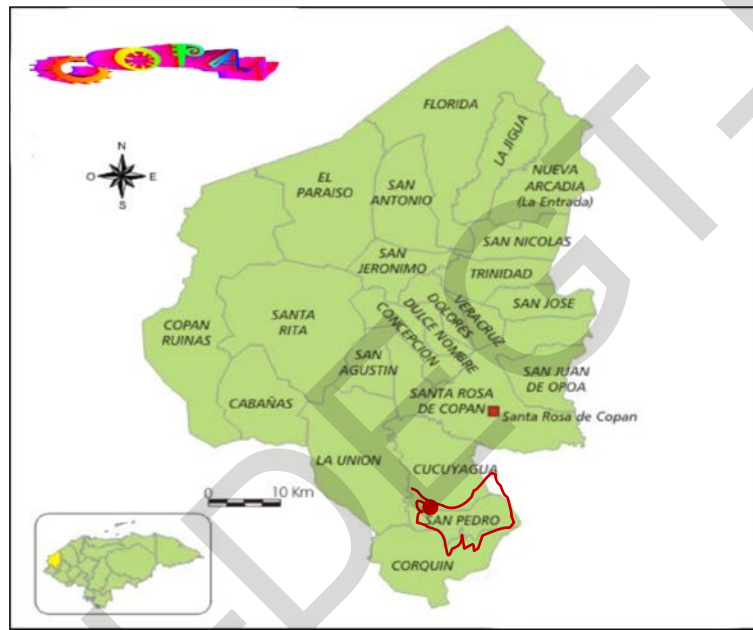 COPAN
FLORIDA
LA JIGUA
EL
PARAISO
SAN
ANTONIO
NUEVA
ARCADIA
(La Entrada)
N
O
E
S
SAN NICOLAS
SAN
JERONIMO
TRINIDAD
COPAN
RUINAS
SANTA
RITA
CONCEPCION
DULCE NOMBRE
DOLORES
VERACRUZ
SAN JOSE
SAN
AGUSTIN
SAN JUAN
DE OPOA
CABAÑAS
SANTA ROSA
DE COPAN
Santa Rosa de Copan
LA UNION
CUCUYAGUA
0 10 Km
SAN PEDRO
CORQUIN